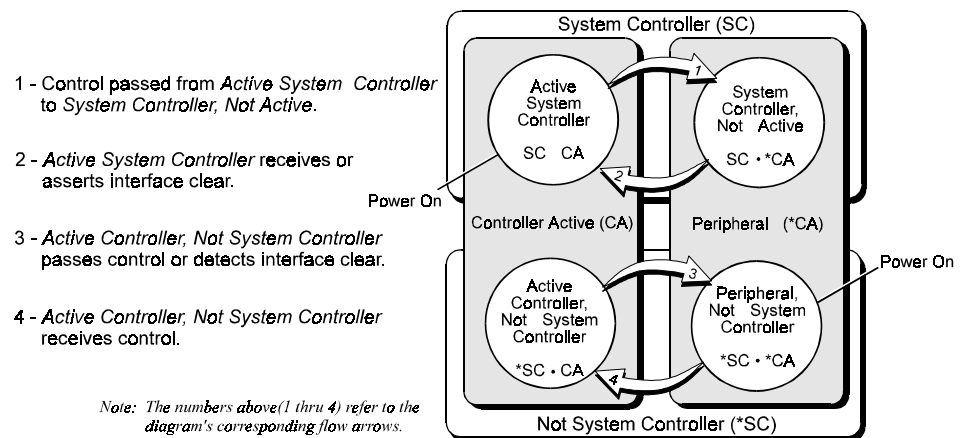 1 - Control passed from Active System Controller
to System Controller, Not Active.
2 - Active System Controller receives or
asserts interface clear.
3 - Active Controller, Not System Controller
passes control or detects interface clear.
4 - Active Controller, Not System Controller
receives control.
Note: The numbers above(1 thru 4) refer to the
diagram's corresponding flow arrows.
System Controller (SC)
Active
System
Controller
SC CA
1
System
Controller,
Not Active
SC • *CA
2
Power On
Controller Active (CA)
Peripheral (*CA)
Active
Controller,
Not System
Controller
*SC • CA
3
Peripheral,
Not System
Controller
*SC • *CA
4
Power On
Not System Controller (*SC)